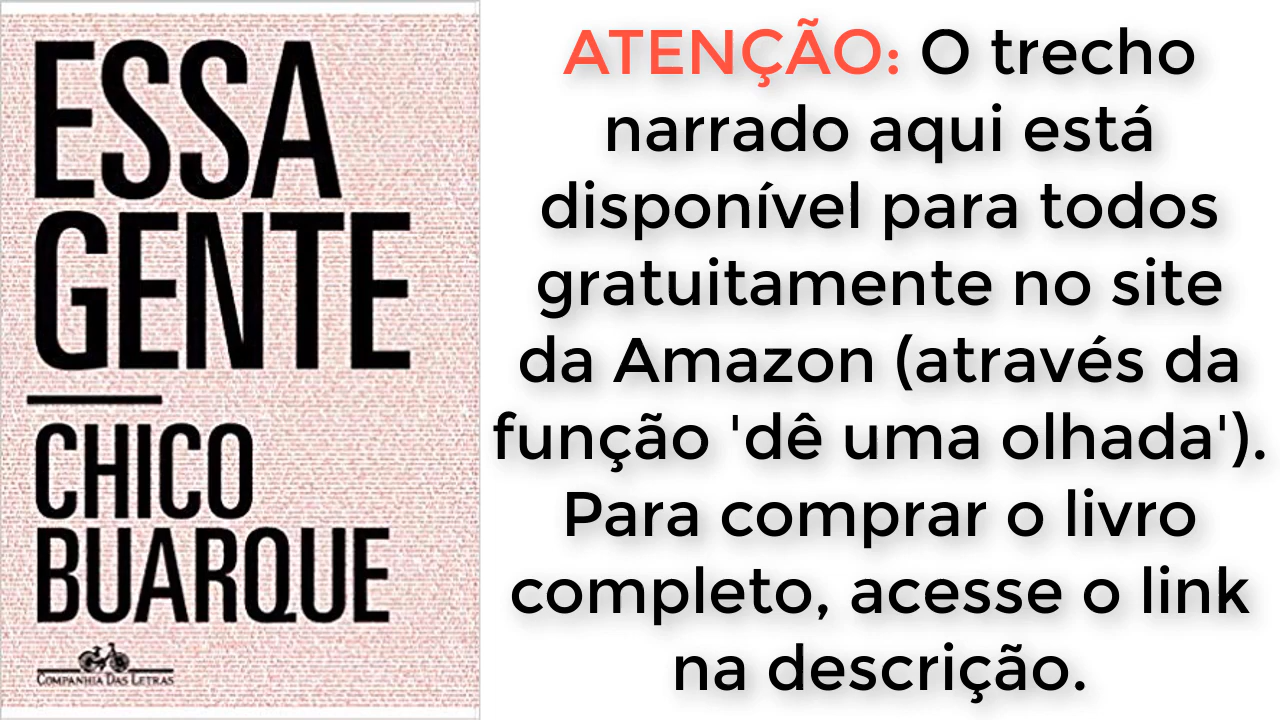 ESSA
GENTE
CHICO
BUARQUE
COMPANHIA DAS LETRAS
ATENÇÃO: O trecho
narrado aqui está
disponível para todos
gratuitamente no site
da Amazon (através da
função 'dê uma olhada').
Para comprar o livro
completo, acesse o link
na descrição.